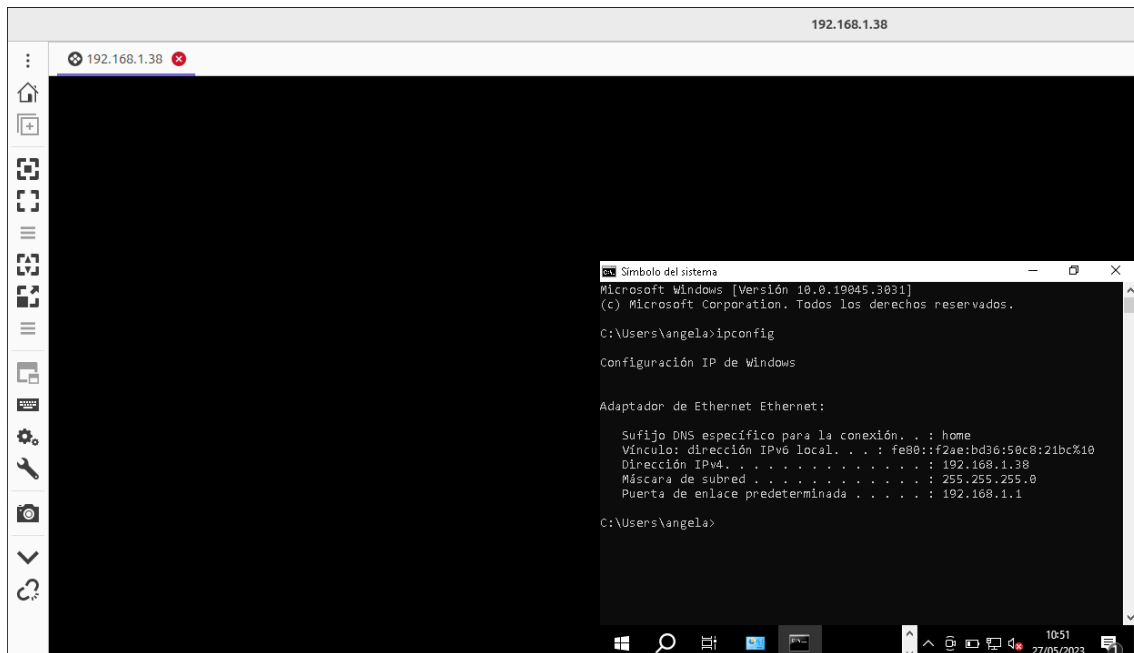 192.168.1.38
192.168.1.38
Símbolo del sistema
Microsoft Windows [Versión 10.0.19045.3031]
(c) Microsoft Corporation. Todos los derechos reservados.
C:\Users\angela>ipconfig
Configuración IP de Windows
Adaptador de Ethernet Ethernet:
Sufijo DNS específico para la conexión. . : home
Vínculo: dirección IPv6 local. . . : fe80::f2ae:bd36:50c8:21bc%10
Dirección IPv4. . . . . . . . . . . . . . : 192.168.1.38
Máscara de subred . . . . . . . . . . . . : 255.255.255.0
Puerta de enlace predeterminada . . . . . : 192.168.1.1
C:\Users\angela>
10:51
27/05/2023
1